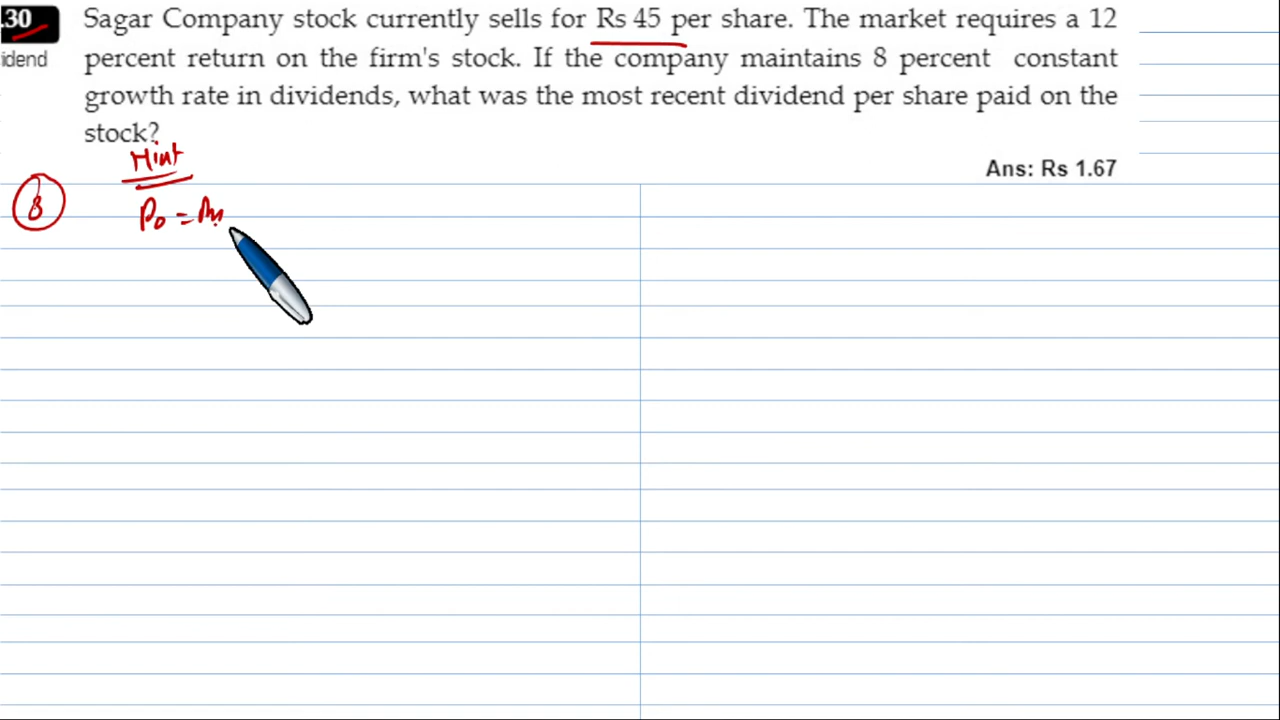 .30 Sagar Company stock currently sells for Rs 45 per share. The market requires a 12
idend percent return on the firm's stock. If the company maintains 8 percent constant
growth rate in dividends, what was the most recent dividend per share paid on the
stock?
Ans: Rs 1.67
Hint
P₀ =